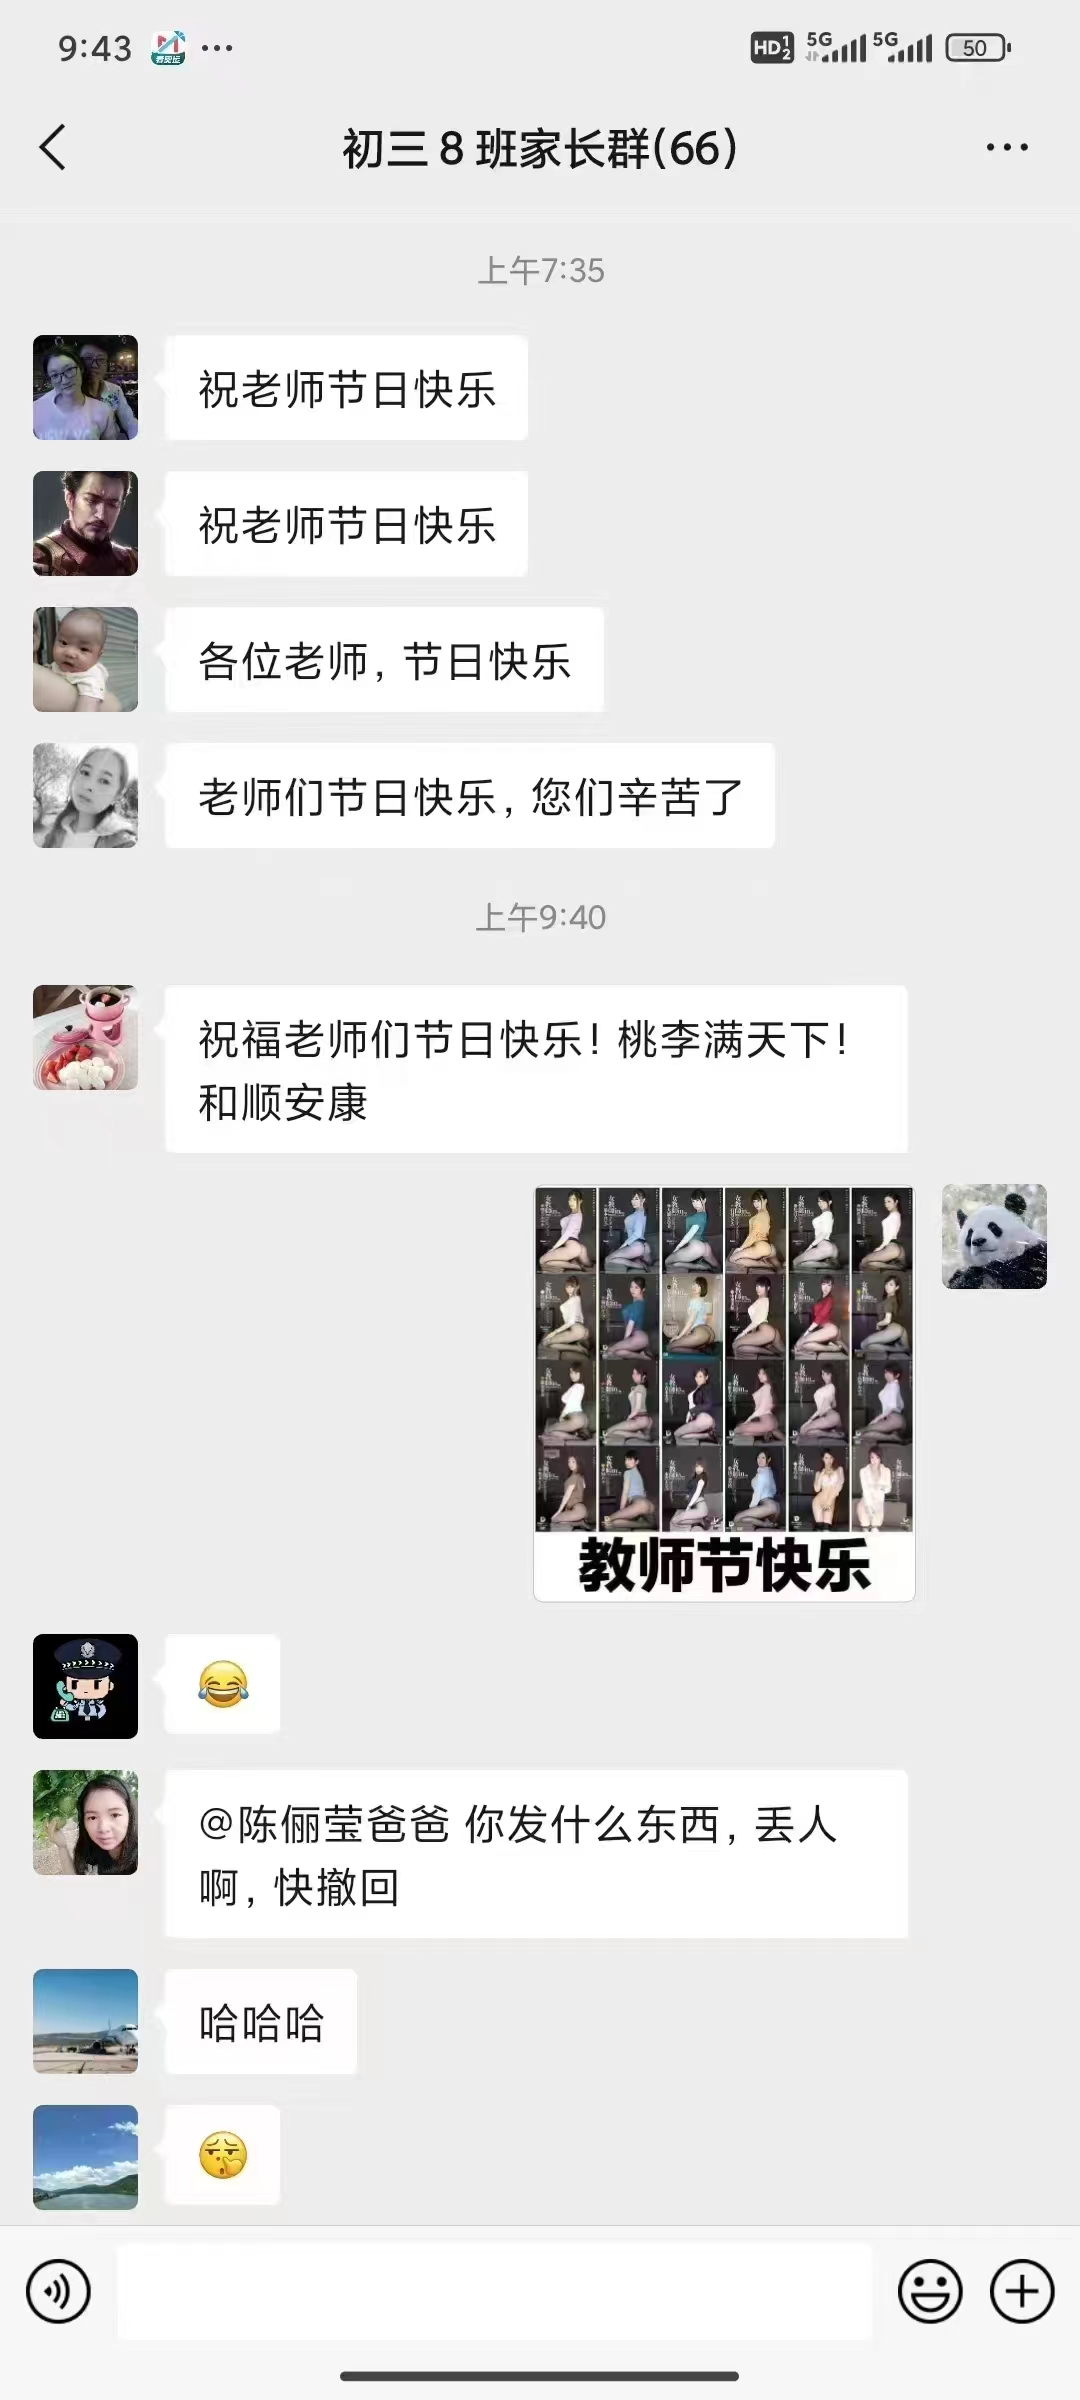 9:43
HD 1 2 5G 5G 50
初三8班家长群(66)
上午7:35
祝老师节日快乐
祝老师节日快乐
各位老师，节日快乐
老师们节日快乐，您们辛苦了
上午9:40
祝福老师们节日快乐！桃李满天下！
和顺安康
教师节快乐
😂
@陈俪莹爸爸 你发什么东西，丢人
啊，快撤回
哈哈哈